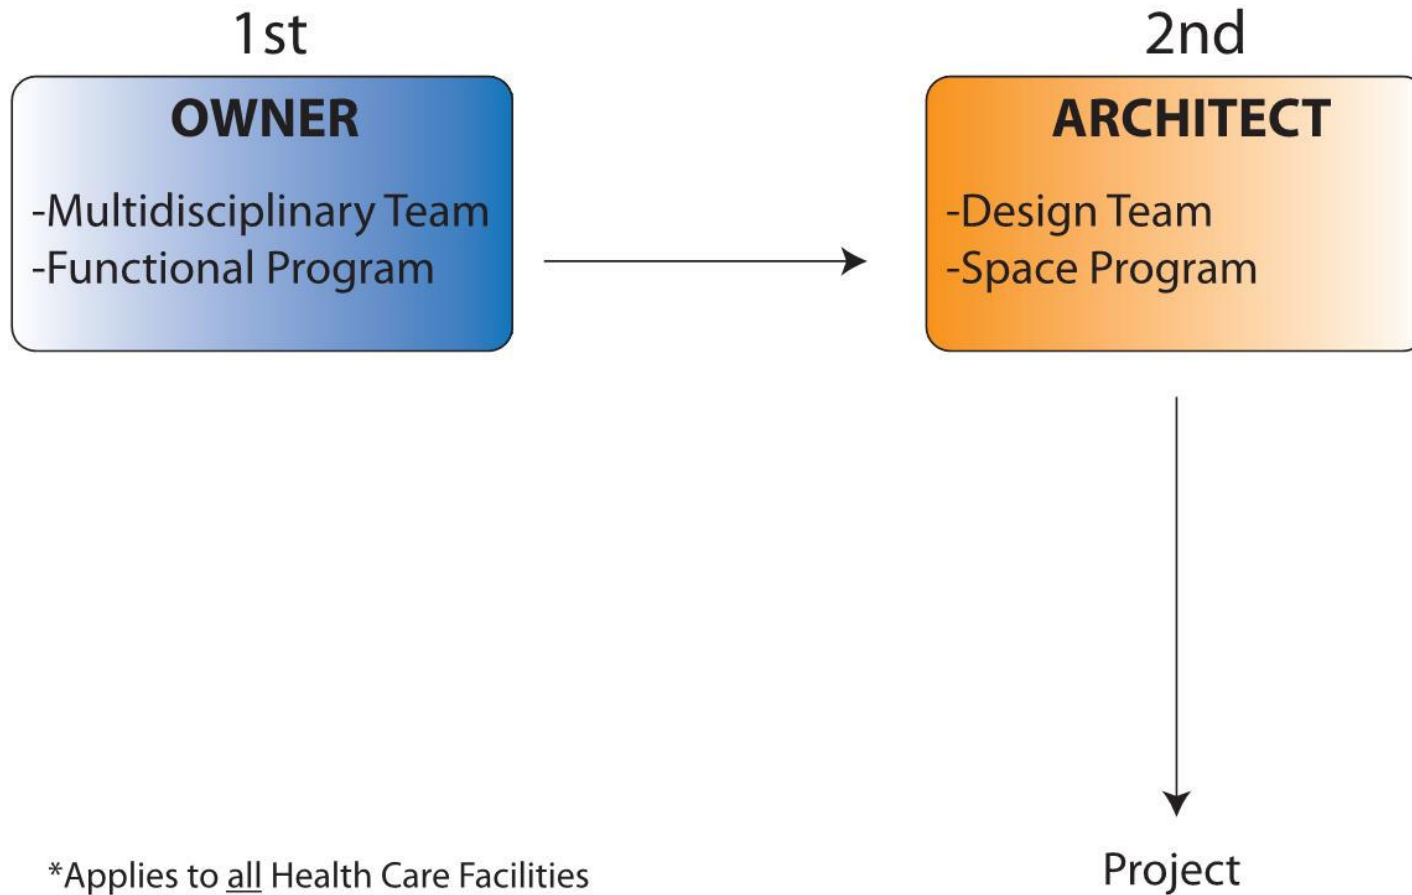 1st
OWNER
-Multidisciplinary Team
-Functional Program
2nd
ARCHITECT
-Design Team
-Space Program
Project
*Applies to all Health Care Facilities